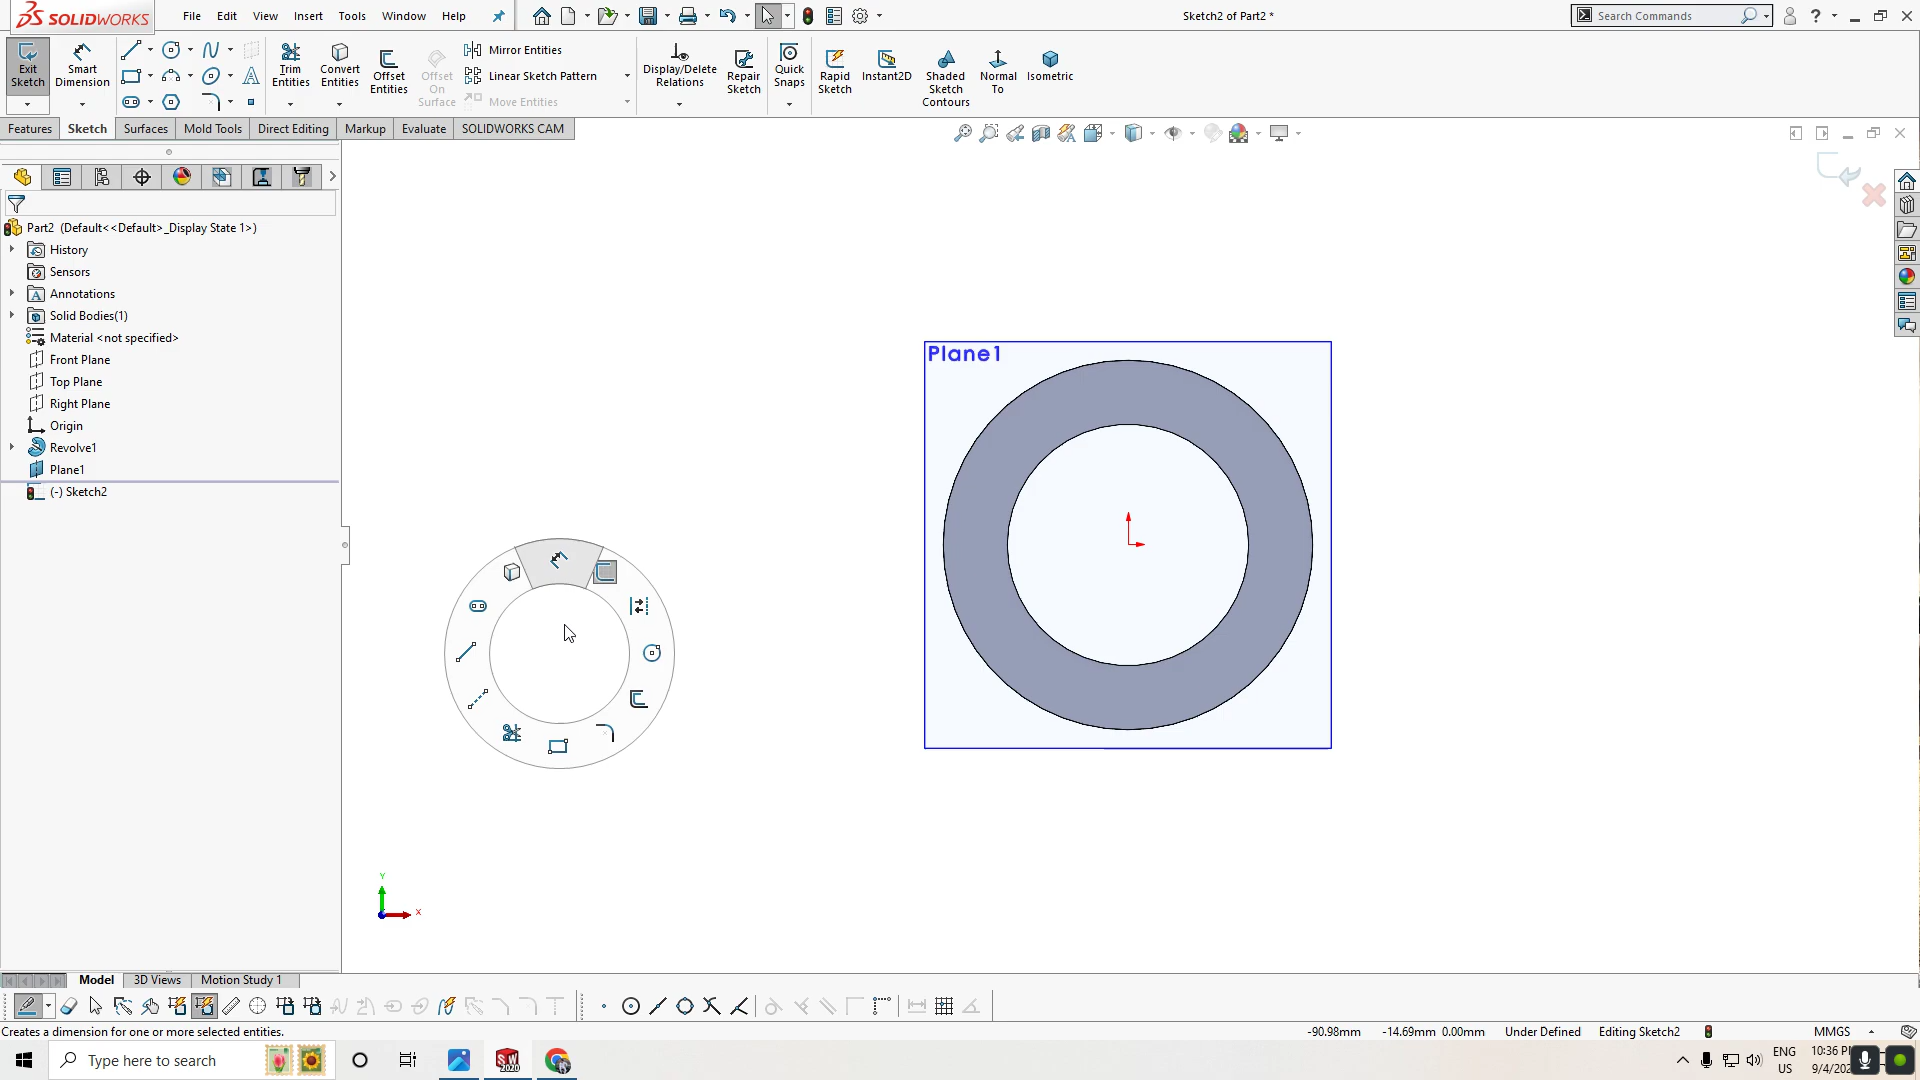 SOLIDWORKS
File Edit View Insert Tools Window Help
Sketch2 of Part2 *
Search Commands
Exit Sketch
Smart Dimension
Trim Entities
Convert Entities
Offset Entities
Offset On Surface
Mirror Entities
Linear Sketch Pattern
Move Entities
Display/Delete Relations
Repair Sketch
Quick Snaps
Rapid Sketch
Instant2D
Shaded Sketch Contours
Normal To
Isometric
Features Sketch Surfaces Mold Tools Direct Editing Markup Evaluate SOLIDWORKS CAM
Part2 (Default<<Default>_Display State 1>)
History
Sensors
Annotations
Solid Bodies(1)
Material <not specified>
Front Plane
Top Plane
Right Plane
Origin
Revolve1
Plane1
(-) Sketch2
Plane1
Y
X
Model 3D Views Motion Study 1
Creates a dimension for one or more selected entities.
-90.98mm -14.69mm 0.00mm Under Defined Editing Sketch2 MMGS
Type here to search
SW 2020
ENG US
10:36 P
9/4/202